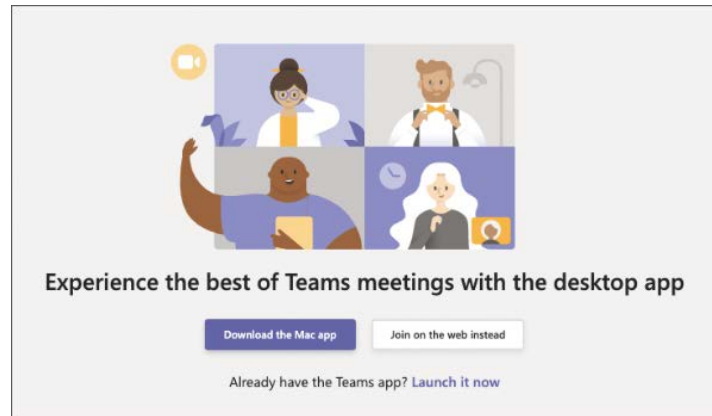 Experience the best of Teams meetings with the desktop app
Download the Mac app
Join on the web instead
Already have the Teams app? Launch it now